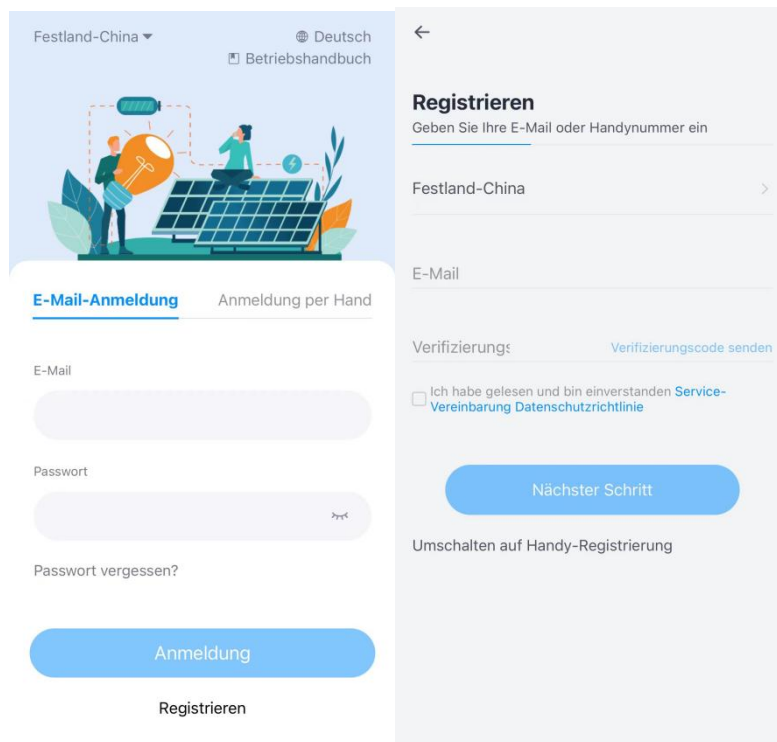 Festland-China
Deutsch
Betriebshandbuch
E-Mail-Anmeldung
Anmeldung per Hand
E-Mail
Passwort
Passwort vergessen?
Anmeldung
Registrieren
Registrieren
Geben Sie Ihre E-Mail oder Handynummer ein
Festland-China
E-Mail
Verifizierungs
Verifizierungscode senden
Ich habe gelesen und bin einverstanden Service-
Vereinbarung Datenschutzrichtlinie
Nächster Schritt
Umschalten auf Handy-Registrierung